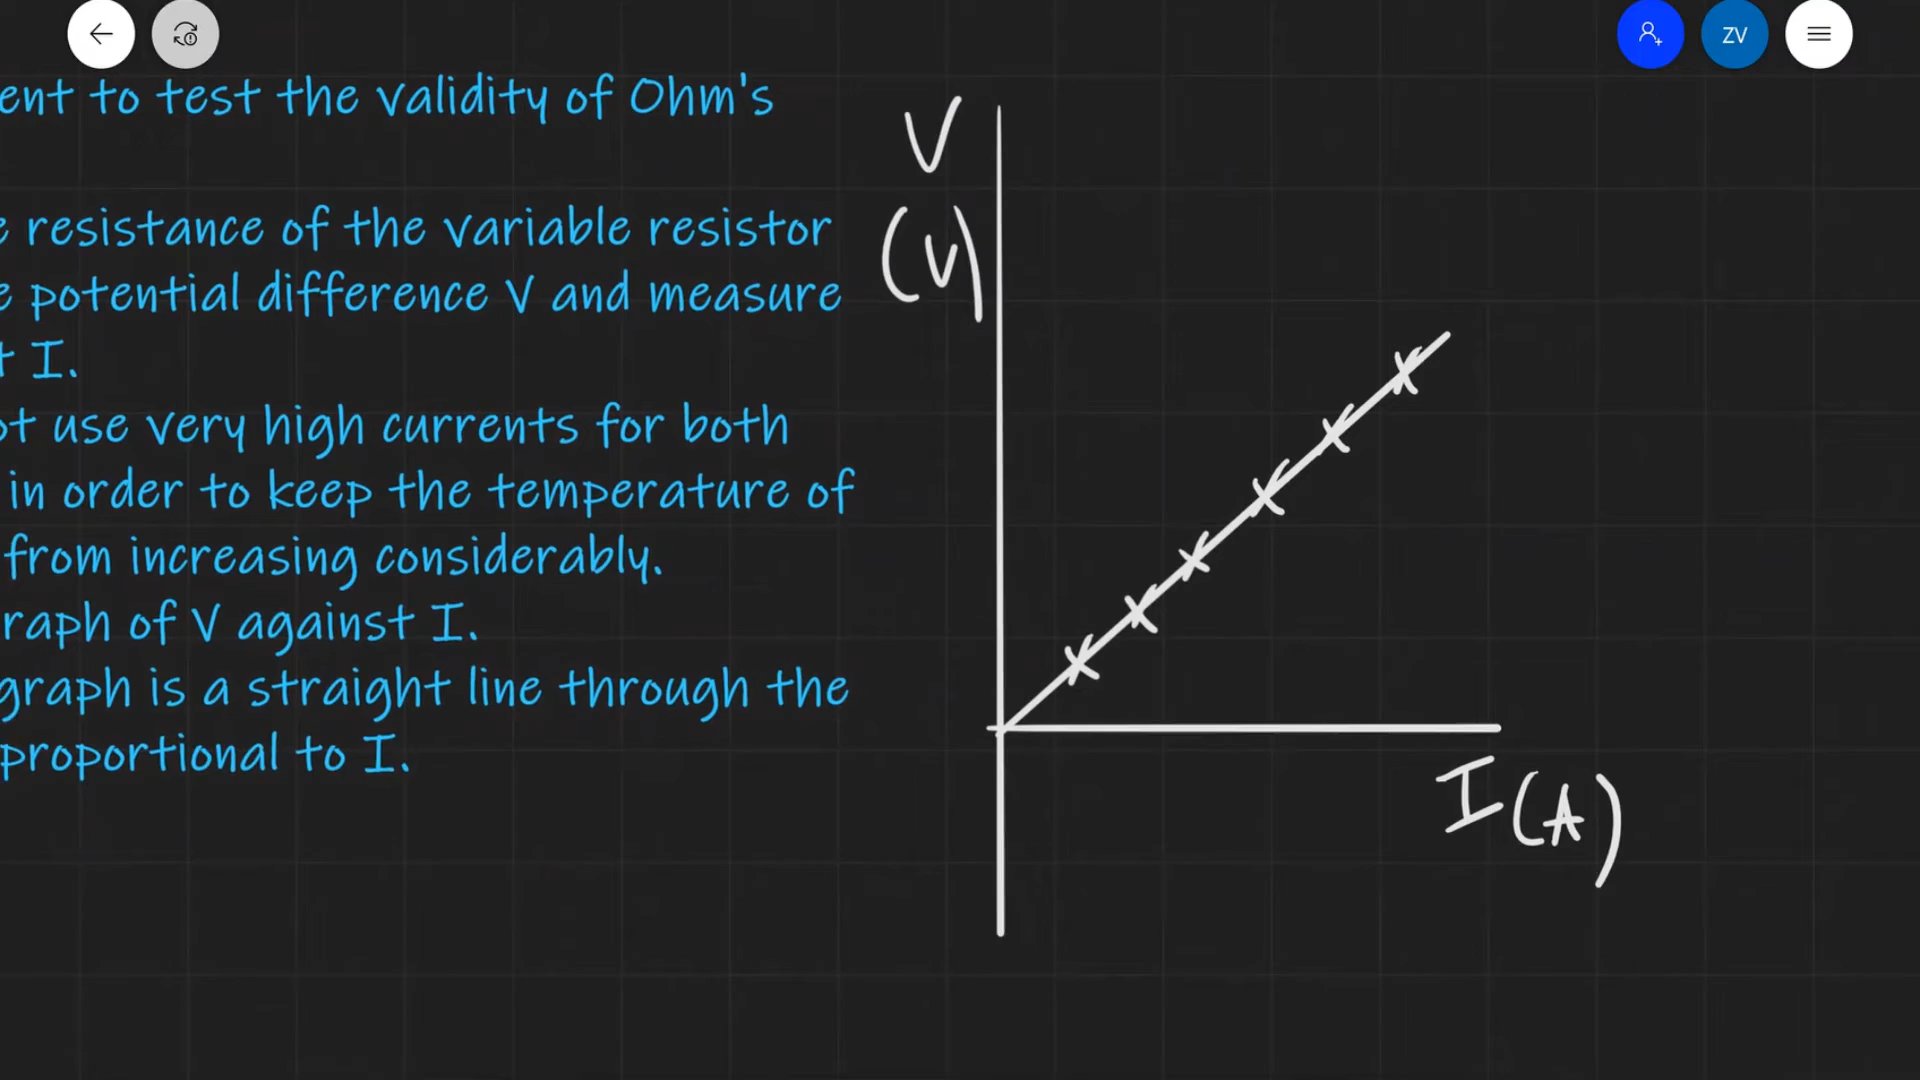 ZV
ent to test the validity of Ohm's
resistance of the variable resistor
potential difference V and measure
I.
use very high currents for both
in order to keep the temperature of
from increasing considerably.
raph of V against I.
graph is a straight line through the
proportional to I.
V
(V)
I (A)